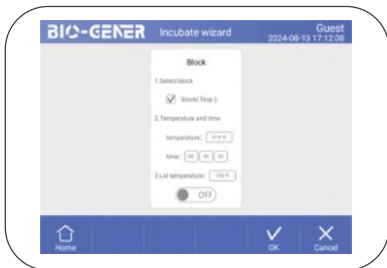 BIO-GENER
Incubate wizard
Guest
2024-08-13 17:12:08
Block
1.Select block
block( Stop )
2.Temperature and time
temperature:
time:
3.Lid temperature: 105 ℃
OFF
Home
OK
Cancel